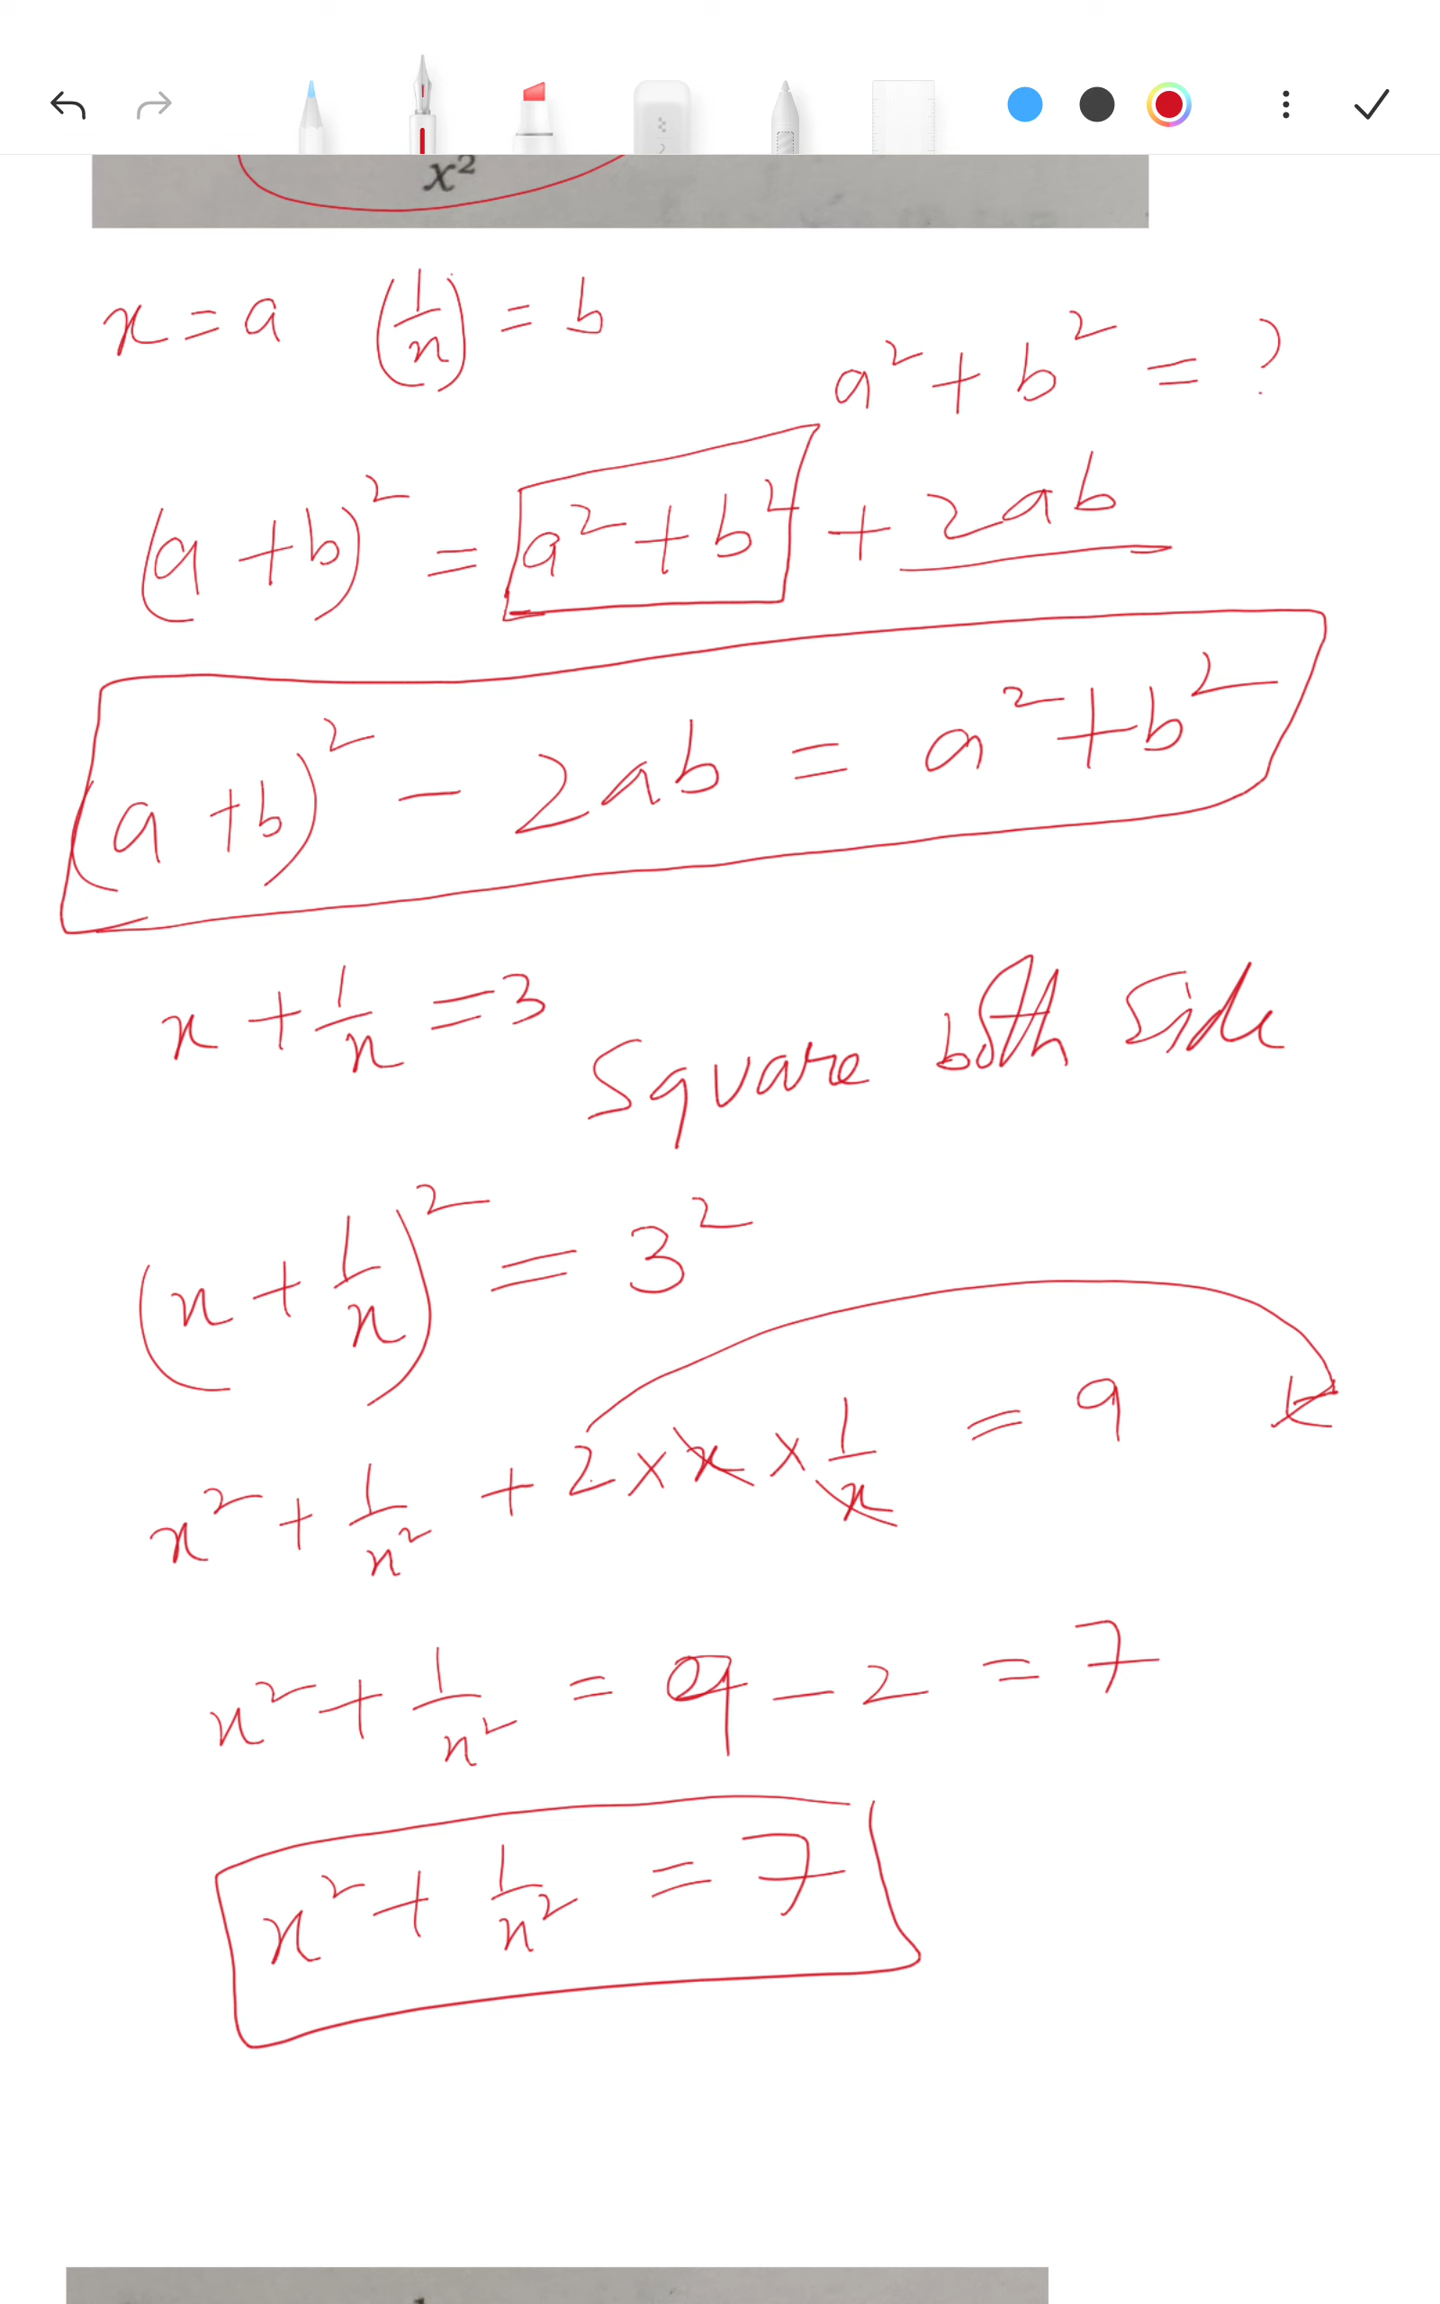 x²
x = a (1/x) = b
a² + b² = ?
(a + b)² = a² + b² + 2ab
(a + b)² - 2ab = a² + b²
x + 1/x = 3
Square both side
(x + 1/x)² = 3²
x² + 1/x² + 2 × x × 1/x = 9
x² + 1/x² = 9 - 2 = 7
x² + 1/x² = 7